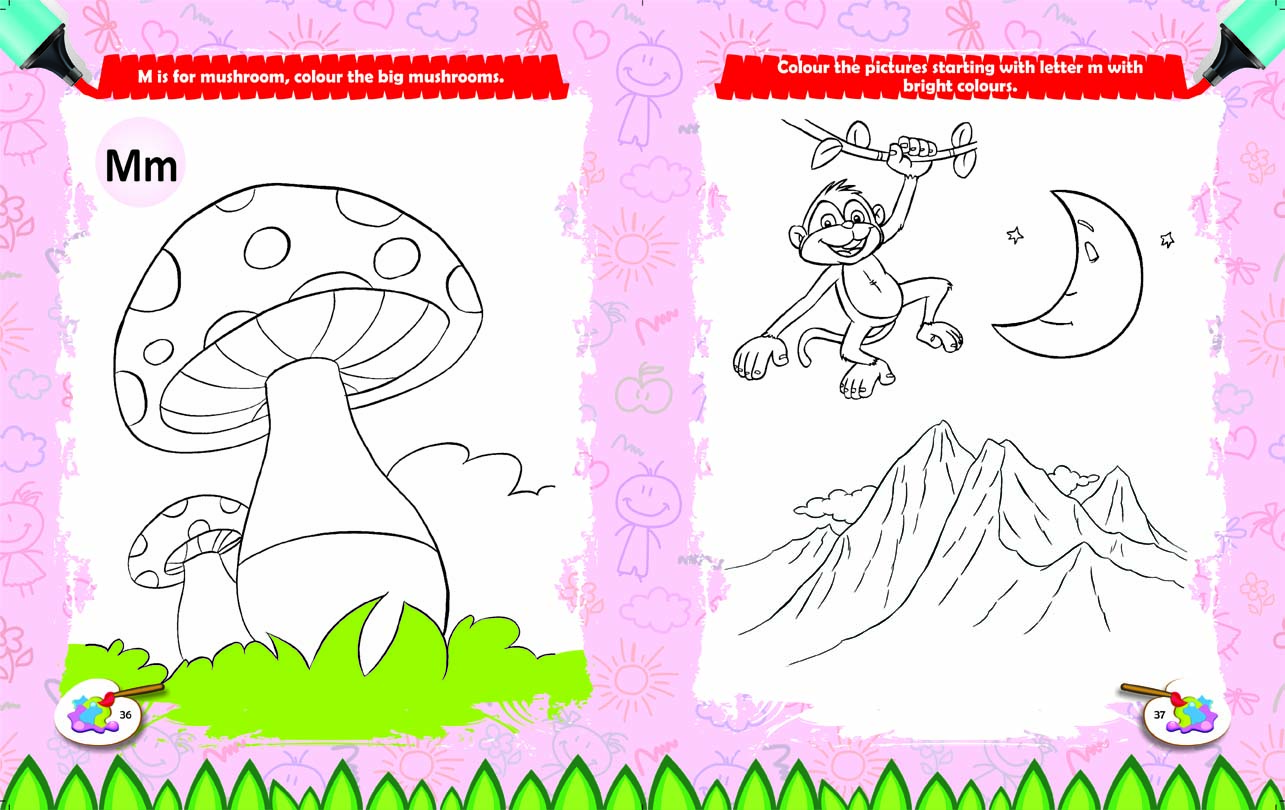 M is for mushroom, colour the big mushrooms.
Mm
36
Colour the pictures starting with letter m with
bright colours.
37